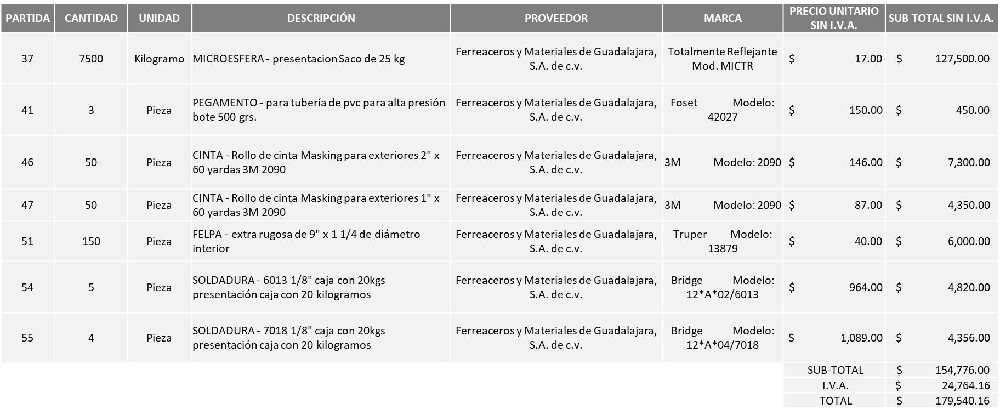 PARTIDA CANTIDAD UNIDAD DESCRIPCIÓN PROVEEDOR MARCA PRECIO UNITARIO SIN I.V.A. SUB TOTAL SIN I.V.A.
37 7500 Kilogramo MICROESFERA - presentacion Saco de 25 kg Ferreaceros y Materiales de Guadalajara, S.A. de c.v. Totalmente Reflejante Mod. MICTR $ 17.00 $ 127,500.00
41 3 Pieza PEGAMENTO - para tubería de pvc para alta presión bote 500 grs. Ferreaceros y Materiales de Guadalajara, S.A. de c.v. Foset Modelo: 42027 $ 150.00 $ 450.00
46 50 Pieza CINTA - Rollo de cinta Masking para exteriores 2" x 60 yardas 3M 2090 Ferreaceros y Materiales de Guadalajara, S.A. de c.v. 3M Modelo: 2090 $ 146.00 $ 7,300.00
47 50 Pieza CINTA - Rollo de cinta Masking para exteriores 1" x 60 yardas 3M 2090 Ferreaceros y Materiales de Guadalajara, S.A. de c.v. 3M Modelo: 2090 $ 87.00 $ 4,350.00
51 150 Pieza FELPA - extra rugosa de 9" x 1 1/4 de diámetro interior Ferreaceros y Materiales de Guadalajara, S.A. de c.v. Truper Modelo: 13879 $ 40.00 $ 6,000.00
54 5 Pieza SOLDADURA - 6013 1/8" caja con 20kgs presentación caja con 20 kilogramos Ferreaceros y Materiales de Guadalajara, S.A. de c.v. Bridge Modelo: 12*A*02/6013 $ 964.00 $ 4,820.00
55 4 Pieza SOLDADURA - 7018 1/8" caja con 20kgs presentación caja con 20 kilogramos Ferreaceros y Materiales de Guadalajara, S.A. de c.v. Bridge Modelo: 12*A*04/7018 $ 1,089.00 $ 4,356.00
SUB-TOTAL $ 154,776.00
I.V.A. $ 24,764.16
TOTAL $ 179,540.16